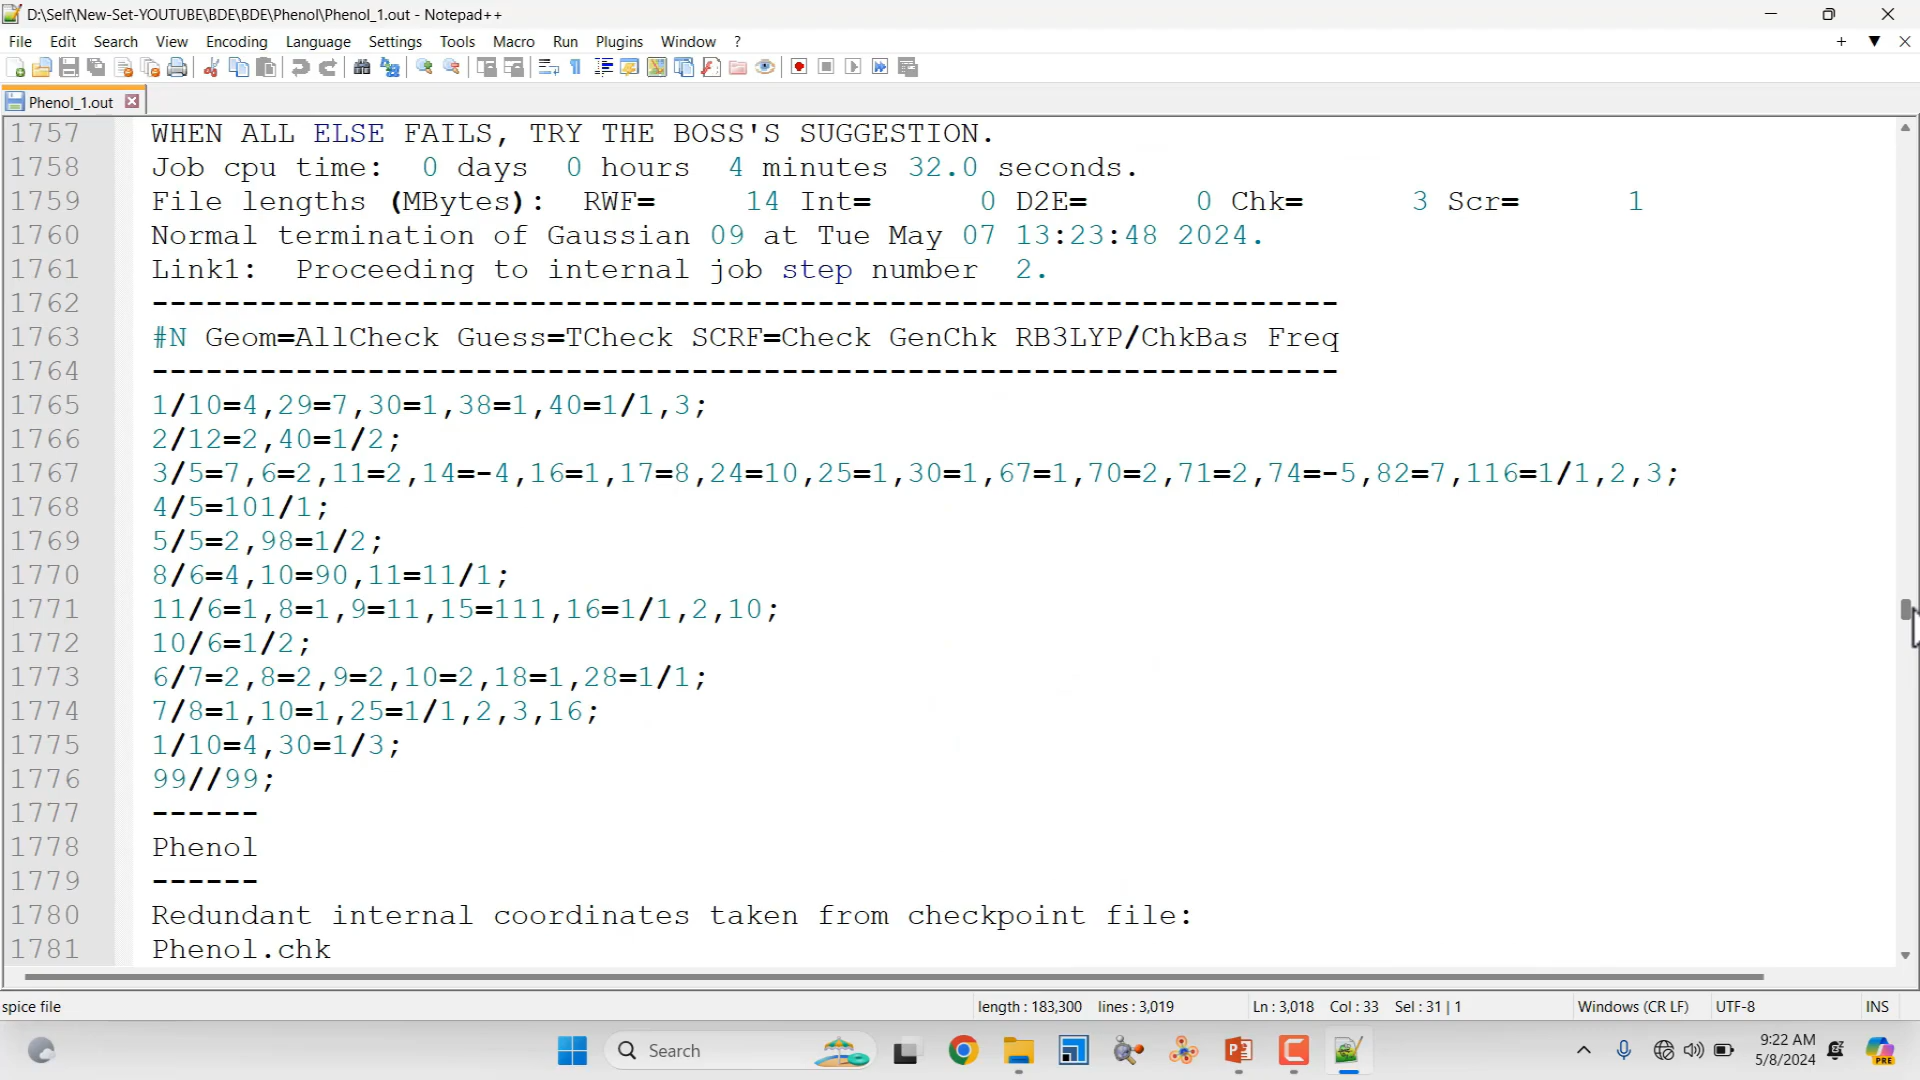 D:\Self\New-Set-YOUTUBE\BDE\BDE\Phenol\Phenol_1.out - Notepad++
File Edit Search View Encoding Language Settings Tools Macro Run Plugins Window ?
Phenol_1.out
1757 WHEN ALL ELSE FAILS, TRY THE BOSS'S SUGGESTION.
1758 Job cpu time: 0 days 0 hours 4 minutes 32.0 seconds.
1759 File lengths (MBytes): RWF= 14 Int= 0 D2E= 0 Chk= 3 Scr= 1
1760 Normal termination of Gaussian 09 at Tue May 07 13:23:48 2024.
1761 Link1: Proceeding to internal job step number 2.
1762 ------------------------------------------------------------------
1763 #N Geom=AllCheck Guess=TCheck SCRF=Check GenChk RB3LYP/ChkBas Freq
1764 ------------------------------------------------------------------
1765 1/10=4,29=7,30=1,38=1,40=1/1,3;
1766 2/12=2,40=1/2;
1767 3/5=7,6=2,11=2,14=-4,16=1,17=8,24=10,25=1,30=1,67=1,70=2,71=2,74=-5,82=7,116=1/1,2,3;
1768 4/5=101/1;
1769 5/5=2,98=1/2;
1770 8/6=4,10=90,11=11/1;
1771 11/6=1,8=1,9=11,15=111,16=1/1,2,10;
1772 10/6=1/2;
1773 6/7=2,8=2,9=2,10=2,18=1,28=1/1;
1774 7/8=1,10=1,25=1/1,2,3,16;
1775 1/10=4,30=1/3;
1776 99//99;
1777 ------
1778 Phenol
1779 ------
1780 Redundant internal coordinates taken from checkpoint file:
1781 Phenol.chk
spice file length : 183,300 lines : 3,019 Ln : 3,018 Col : 33 Sel : 31 | 1 Windows (CR LF) UTF-8 INS
Search
9:22 AM
5/8/2024
PRE